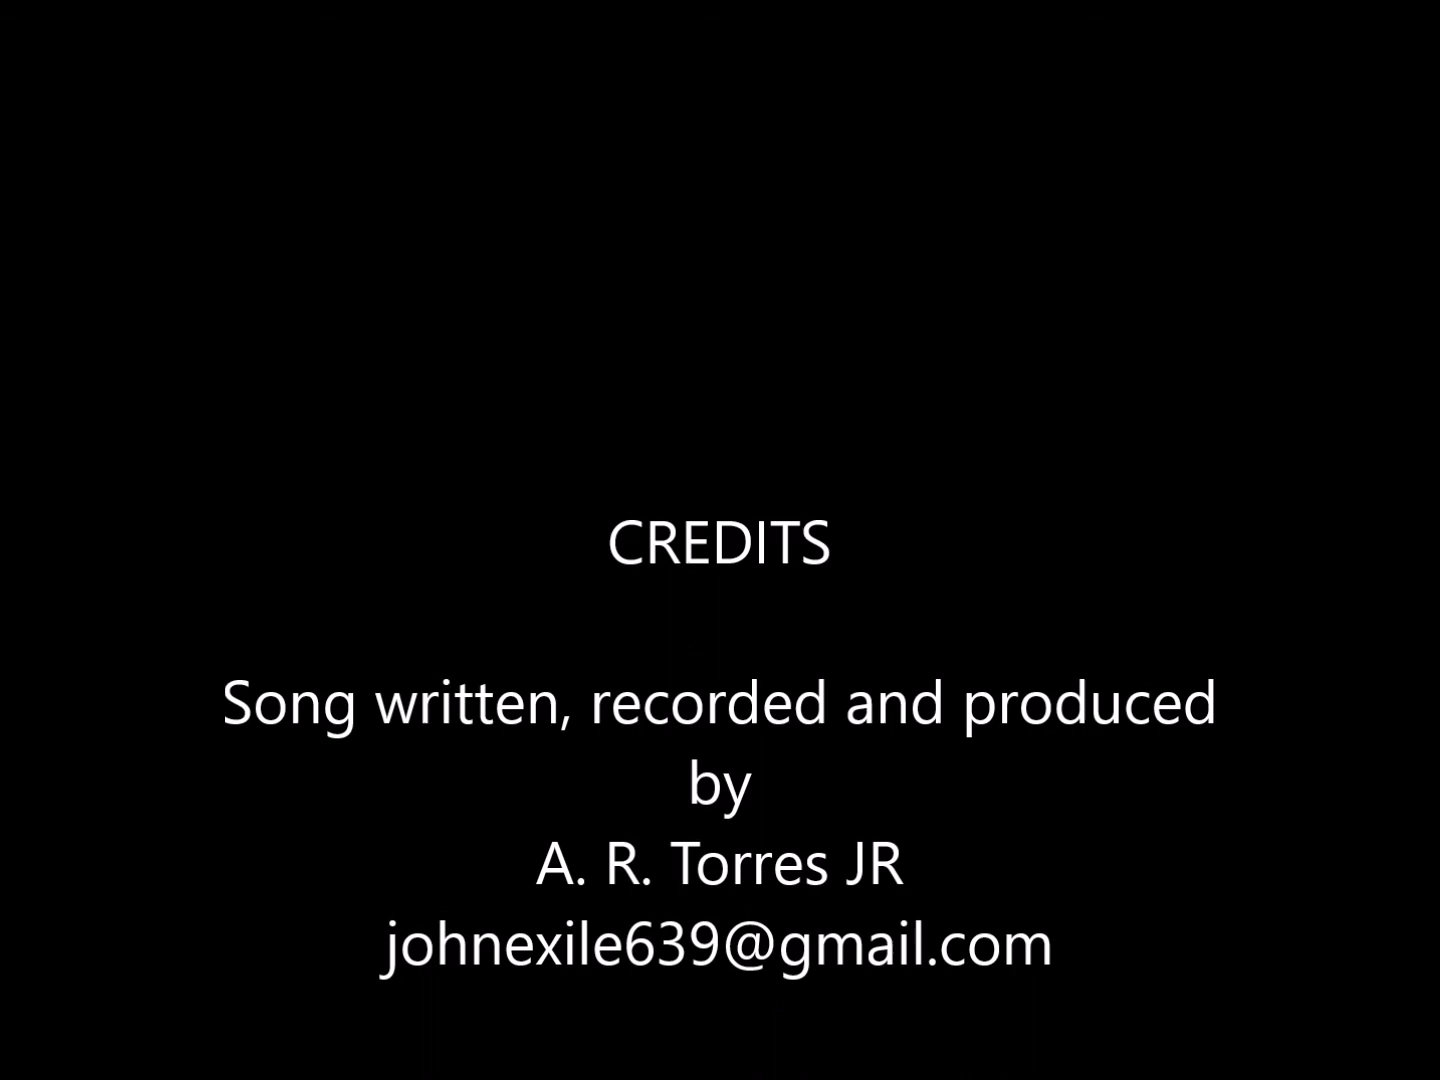 CREDITS
Song written, recorded and produced
by
A. R. Torres JR
johnexile639@gmail.com